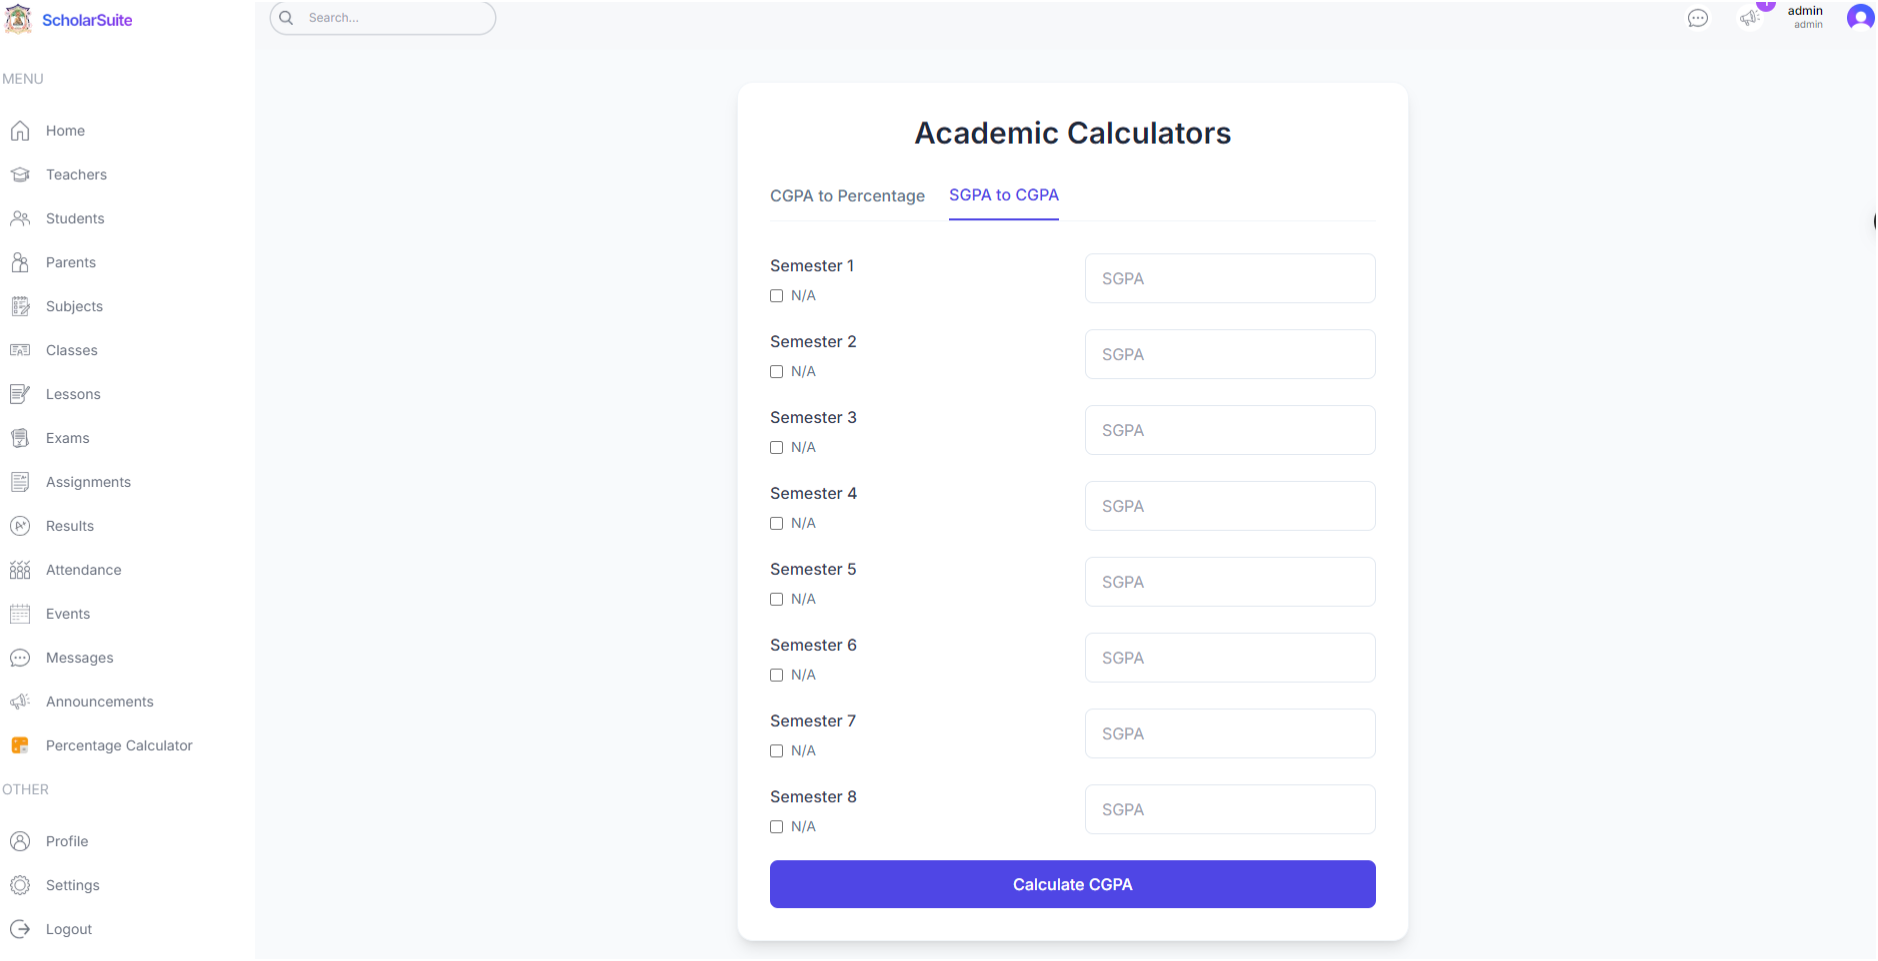 ScholarSuite
Search...
admin
admin
MENU
Home
Teachers
Students
Parents
Subjects
Classes
Lessons
Exams
Assignments
Results
Attendance
Events
Messages
Announcements
Percentage Calculator
OTHER
Profile
Settings
Logout
Academic Calculators
CGPA to Percentage SGPA to CGPA
Semester 1
N/A
SGPA
Semester 2
N/A
SGPA
Semester 3
N/A
SGPA
Semester 4
N/A
SGPA
Semester 5
N/A
SGPA
Semester 6
N/A
SGPA
Semester 7
N/A
SGPA
Semester 8
N/A
SGPA
Calculate CGPA